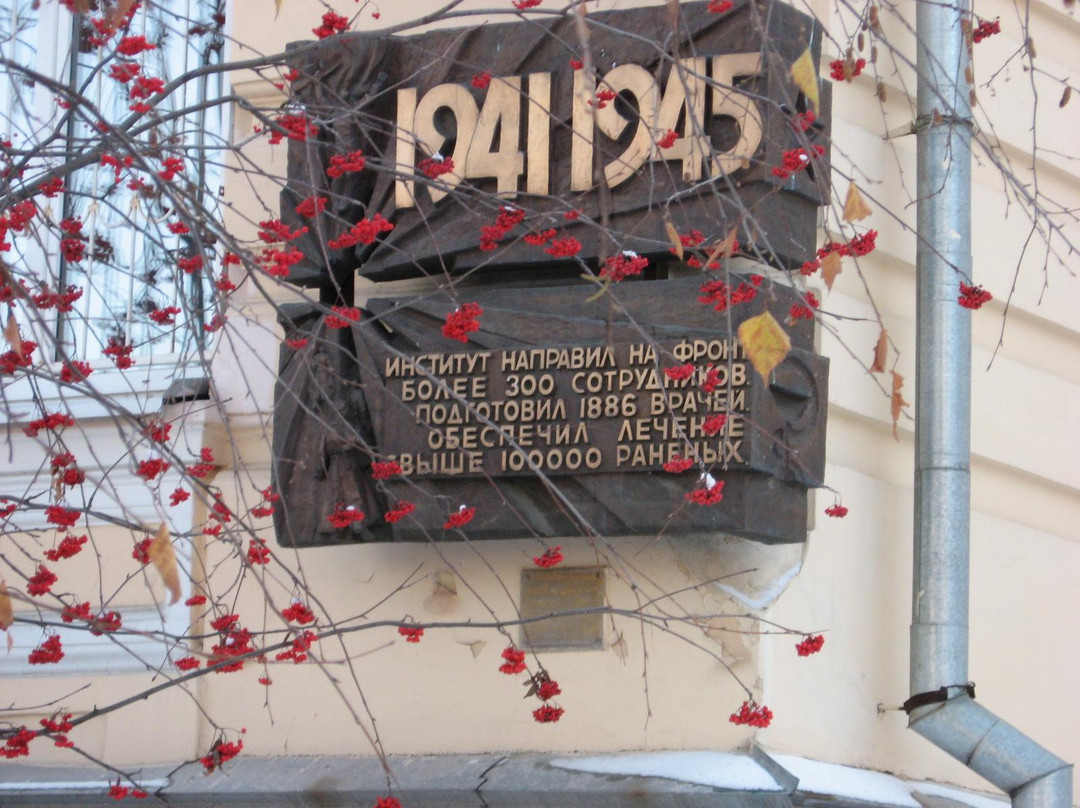 1941 1945
ИНСТИТУТ НАПРАВИЛ НА ФРОНТ
БОЛЕЕ 300 СОТРУДНИКОВ.
ПОДГОТОВИЛ 1886 ВРАЧЕЙ.
ОБЕСПЕЧИЛ ЛЕЧЕНИЕ
СВЫШЕ 100000 РАНЕНЫХ.